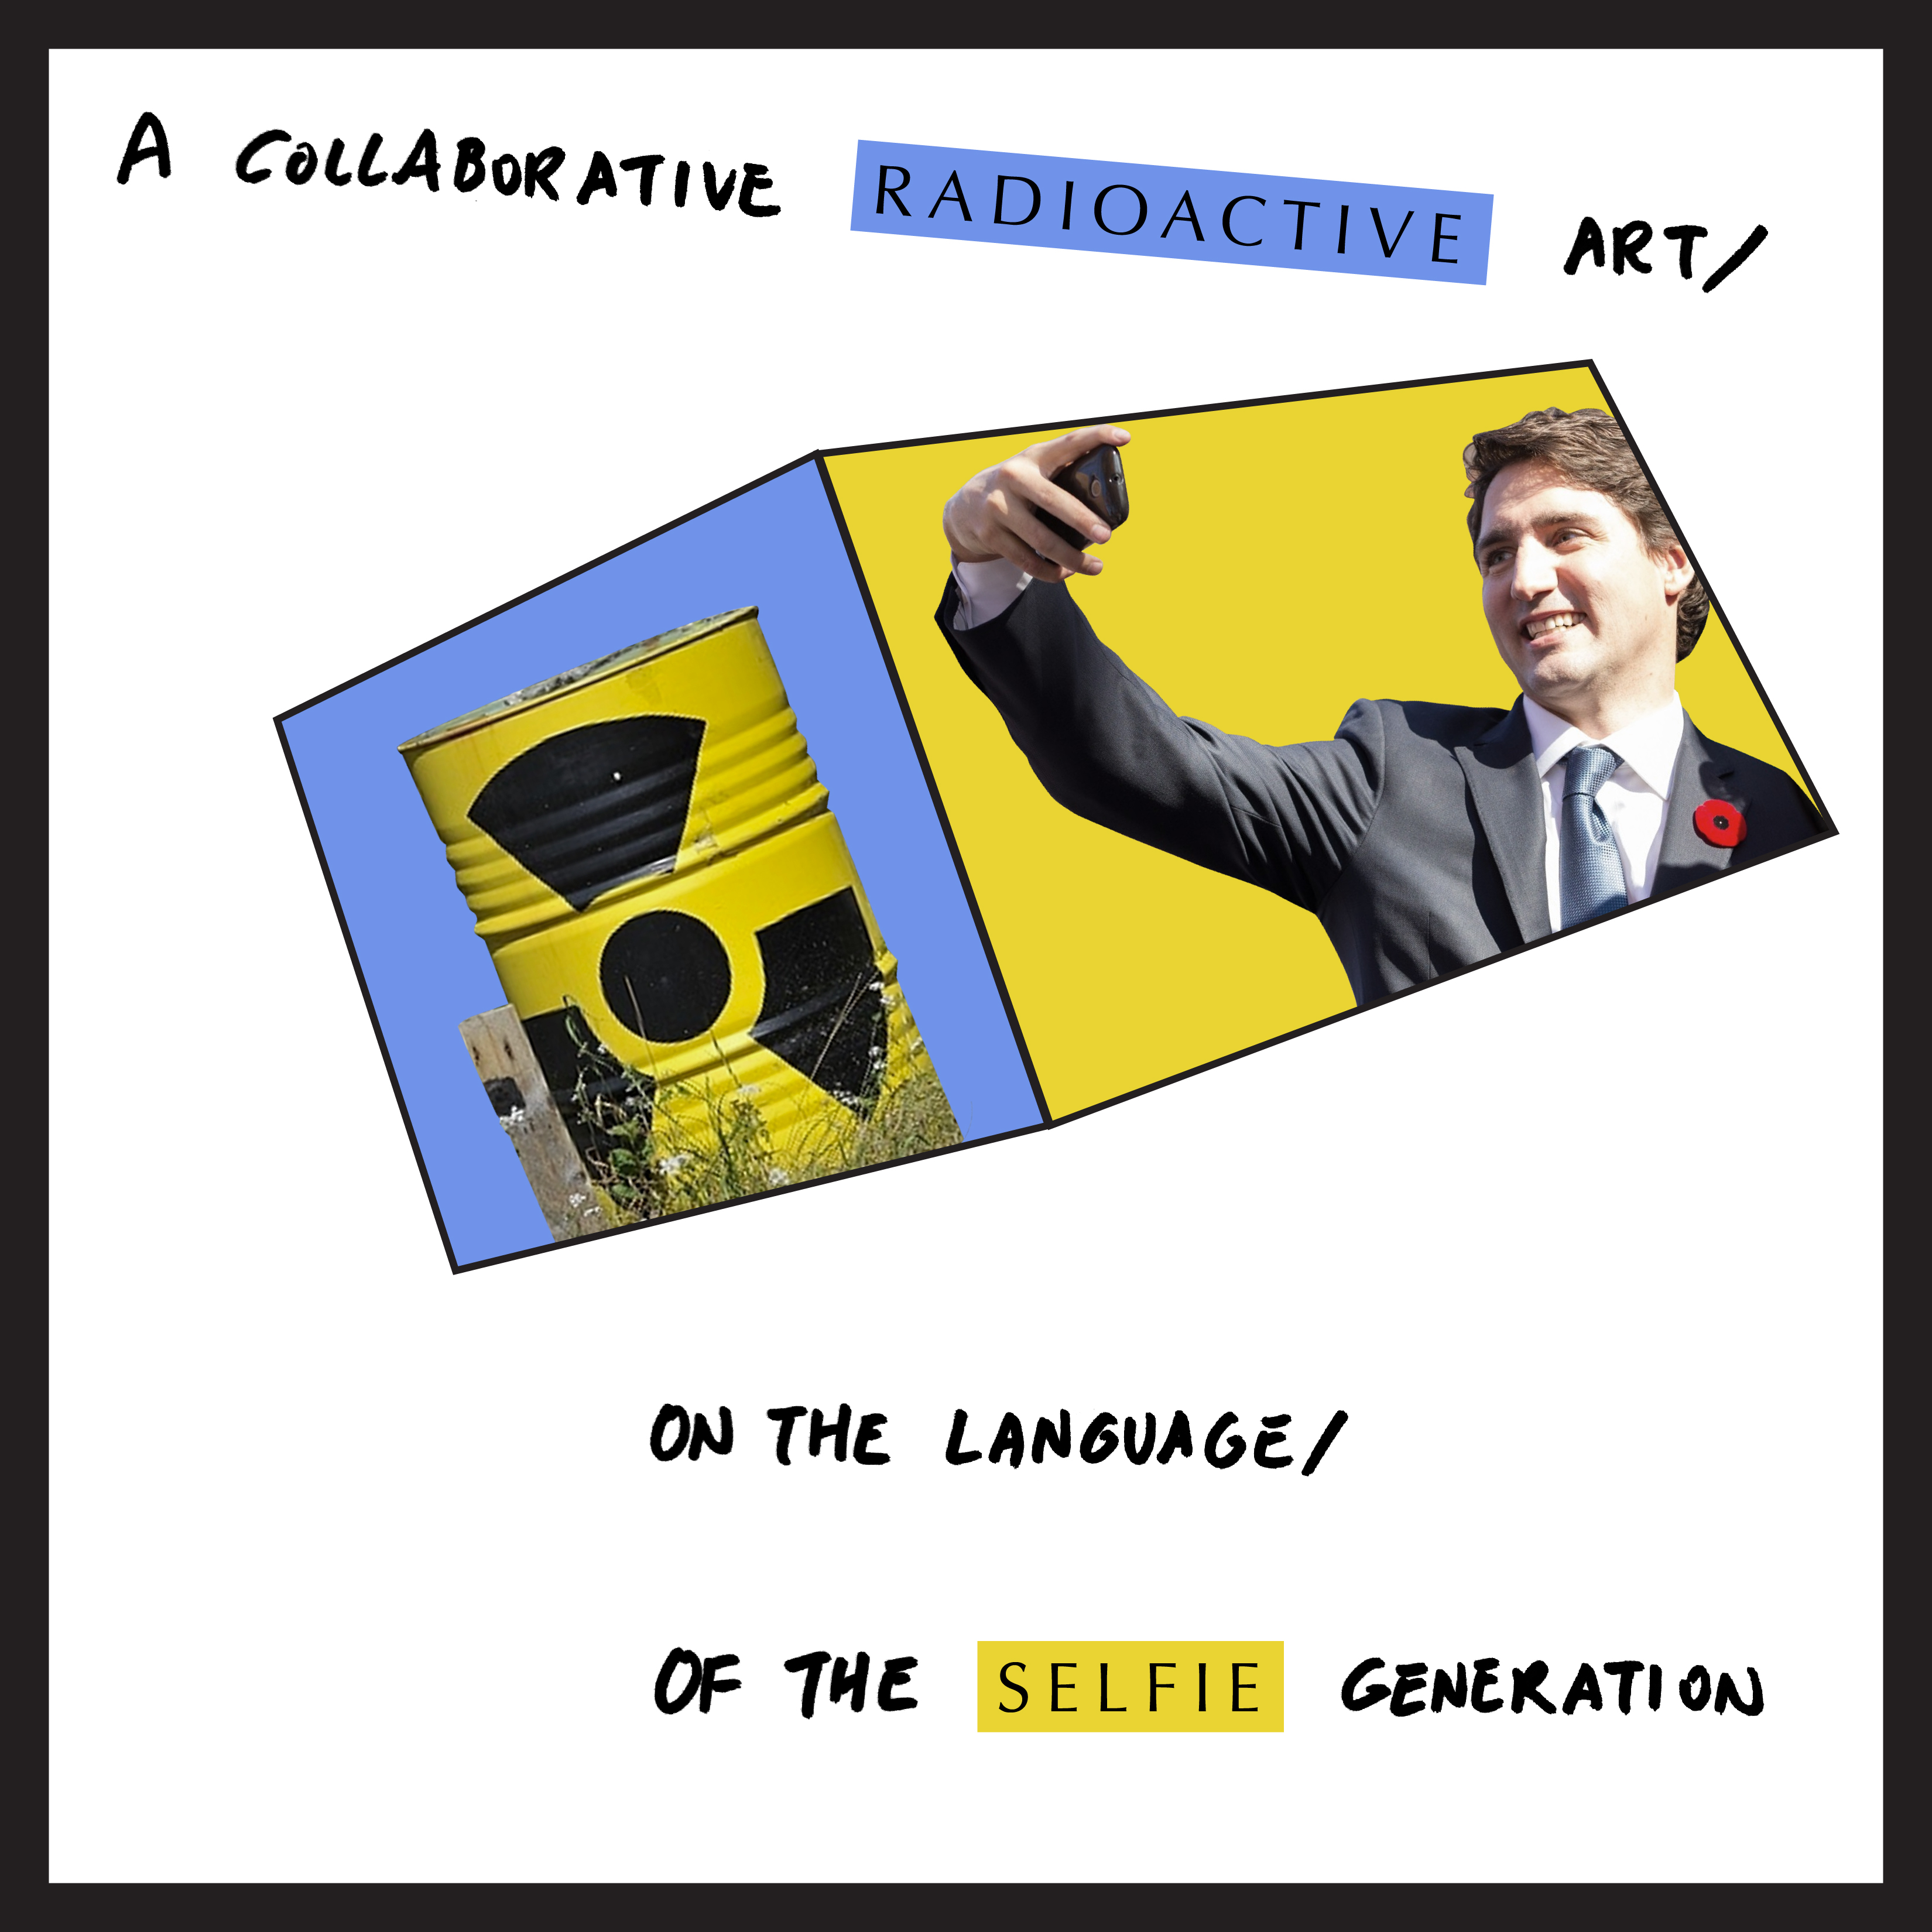 A COLLABORATIVE RADIOACTIVE ART/
ON THE LANGUAGE/
OF THE SELFIE GENERATION